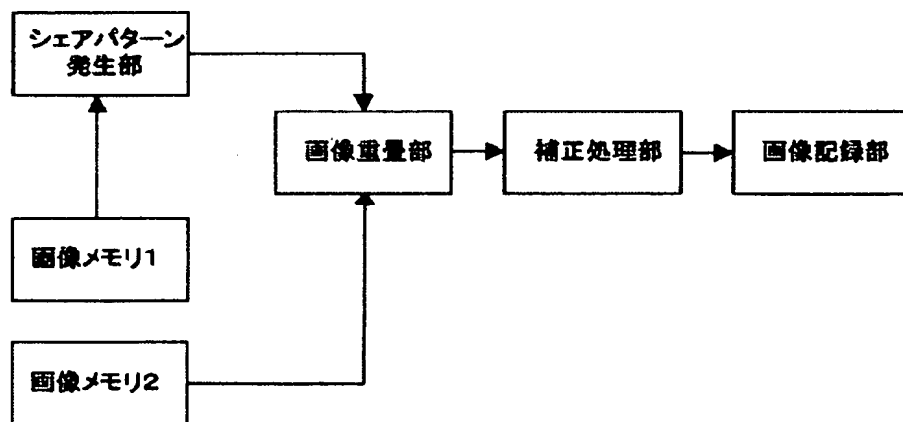 シェアパターン
発生部
画像重畳部
補正処理部
画像記録部
画像メモリ1
画像メモリ2